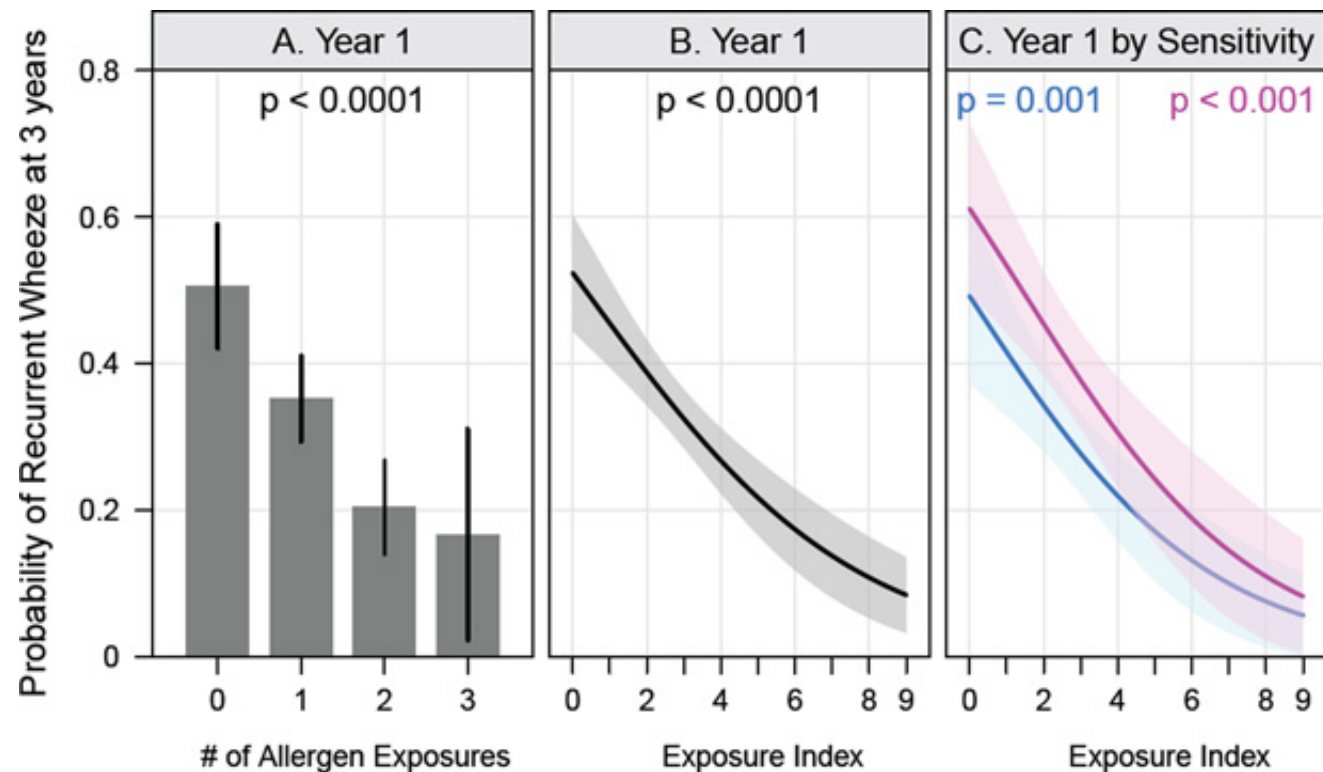 Probability of Recurrent Wheeze at 3 years
A. Year 1
B. Year 1
C. Year 1 by Sensitivity
p < 0.0001
p < 0.0001
p = 0.001
p < 0.001
0.8
0.6
0.4
0.2
0
0 1 2 3
0 2 4 6 8 9
0 2 4 6 8 9
# of Allergen Exposures
Exposure Index
Exposure Index